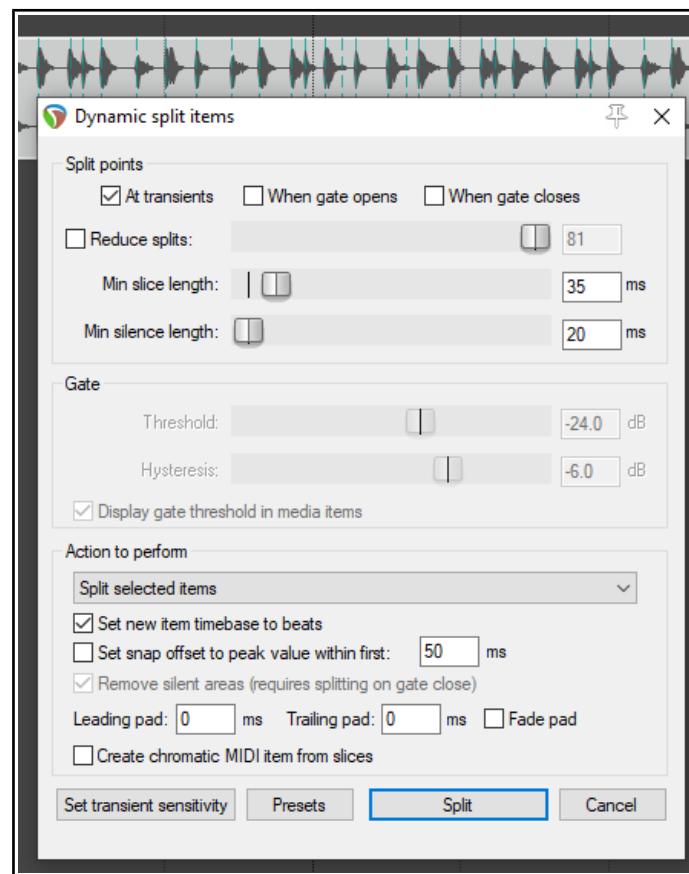 Dynamic split items
Split points
At transients When gate opens When gate closes
Reduce splits: 81
Min slice length: 35 ms
Min silence length: 20 ms
Gate
Threshold: -24.0 dB
Hysteresis: -6.0 dB
Display gate threshold in media items
Action to perform
Split selected items
Set new item timebase to beats
Set snap offset to peak value within first: 50 ms
Remove silent areas (requires splitting on gate close)
Leading pad: 0 ms Trailing pad: 0 ms Fade pad
Create chromatic MIDI item from slices
Set transient sensitivity Presets Split Cancel